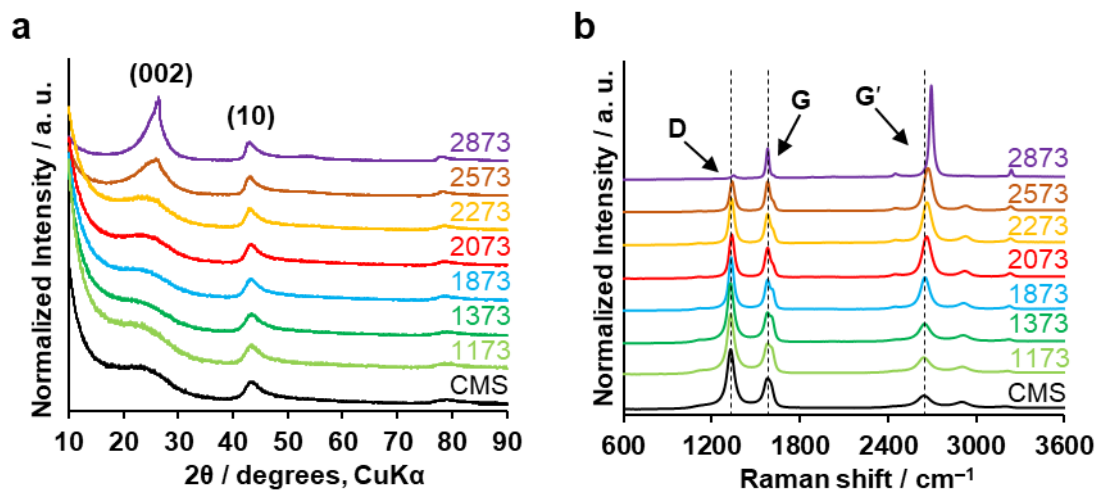 a
Normalized Intensity / a. u.
(002)
(10)
2873
2573
2273
2073
1873
1373
1173
CMS
10 20 30 40 50 60 70 80 90
2θ / degrees, CuKα
b
Normalized Intensity / a. u.
D
G
G′
2873
2573
2273
2073
1873
1373
1173
CMS
600 1200 1800 2400 3000 3600
Raman shift / cm⁻¹